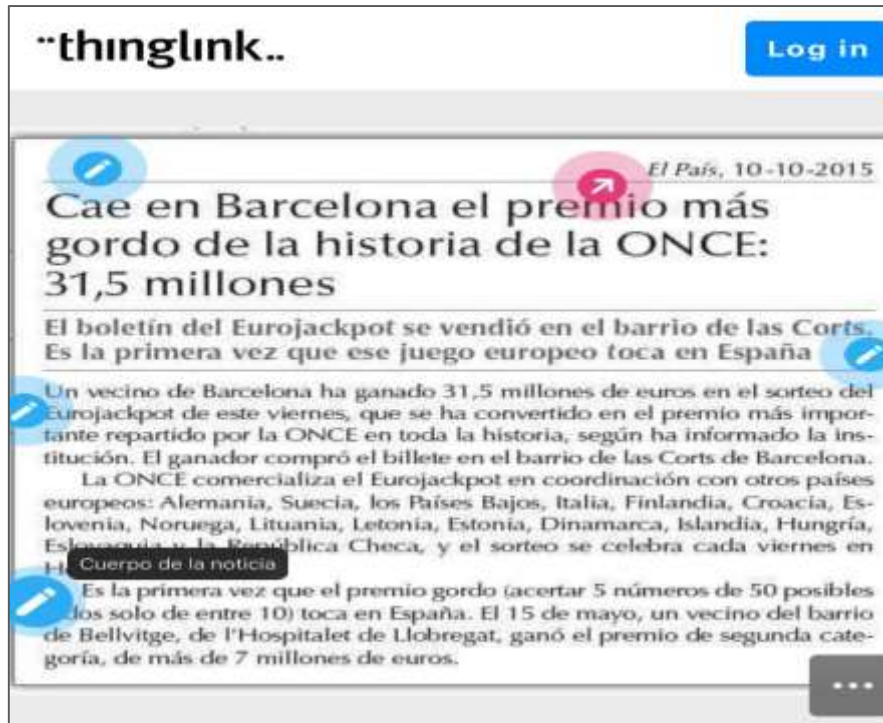 thinglink..
Log in
El País, 10-10-2015
Cae en Barcelona el premio más
gordo de la historia de la ONCE:
31,5 millones
El boletín del Eurojackpot se vendió en el barrio de las Corts.
Es la primera vez que ese juego europeo toca en España
Un vecino de Barcelona ha ganado 31,5 millones de euros en el sorteo del
Eurojackpot de este viernes, que se ha convertido en el premio más impor-
tante repartido por la ONCE en toda la historia, según ha informado la ins-
titución. El ganador compró el billete en el barrio de las Corts de Barcelona.
La ONCE comercializa el Eurojackpot en coordinación con otros países
europeos: Alemania, Suecia, los Países Bajos, Italia, Finlandia, Croacia, Es-
lovenia, Noruega, Lituania, Letonia, Estonia, Dinamarca, Islandia, Hungría,
Eslovaquia y la República Checa, y el sorteo se celebra cada viernes en
Cuerpo de la noticia
Es la primera vez que el premio gordo (acertar 5 números de 50 posibles
dos solo de entre 10) toca en España. El 15 de mayo, un vecino del barrio
de Bellvitge, de l'Hospitalet de Llobregat, ganó el premio de segunda cate-
goría, de más de 7 millones de euros.